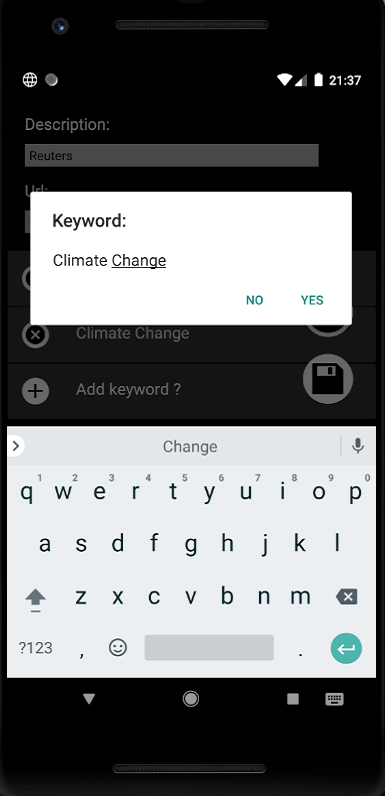 21:37
Description:
Reuters
Url:
Keyword:
Climate Change
NO YES
Climate Change
Add keyword ?
Change
1 2 3 4 5 6 7 8 9 0
q w e r t y u i o p
a s d f g h j k l
z x c v b n m
?123 , .